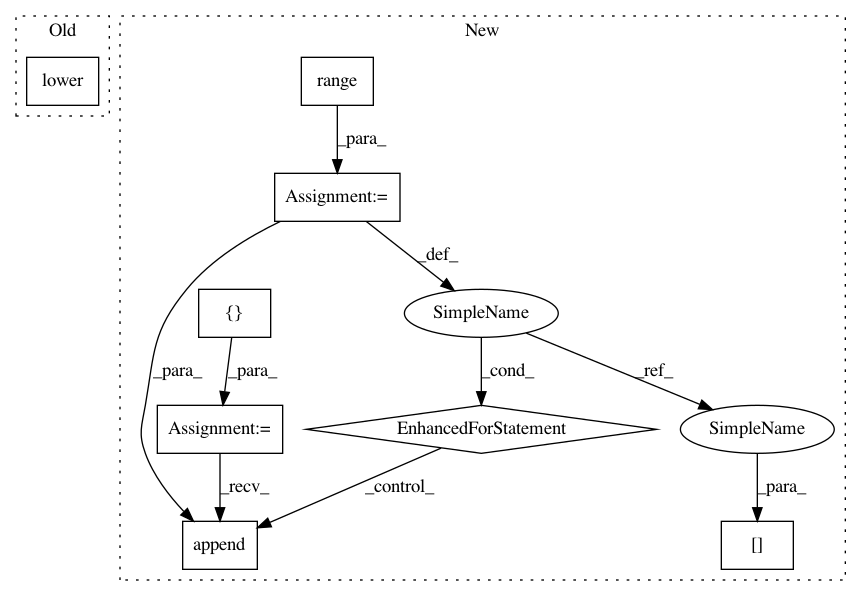 Old
New
lower
range
_para_
Assignment:=
_def_
{}
SimpleName
_para_
_para_
_cond_
_ref_
Assignment:=
EnhancedForStatement
SimpleName
_recv_
_control_
_para_
append
[]